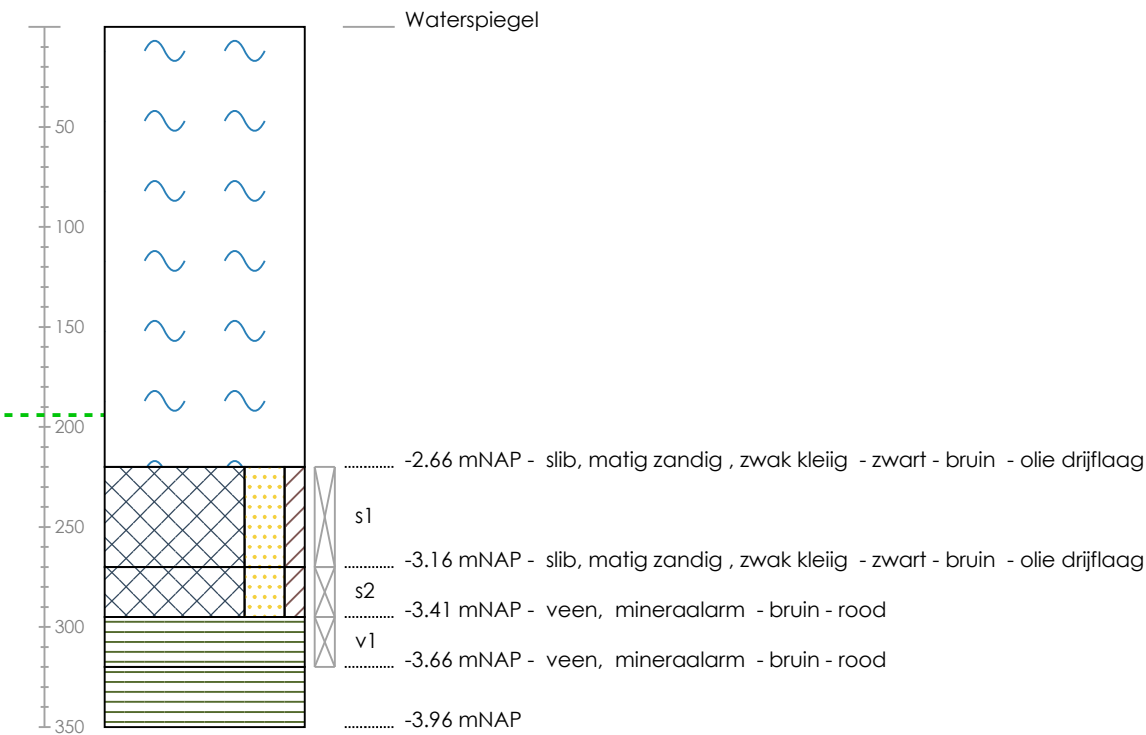 Waterspiegel
50
100
150
200
-2.66 mNAP - slib, matig zandig , zwak kleiig - zwart - bruin - olie drijflaag
s1
250
-3.16 mNAP - slib, matig zandig , zwak kleiig - zwart - bruin - olie drijflaag
s2
-3.41 mNAP - veen, mineraalarm - bruin - rood
300
v1
-3.66 mNAP - veen, mineraalarm - bruin - rood
-3.96 mNAP
350